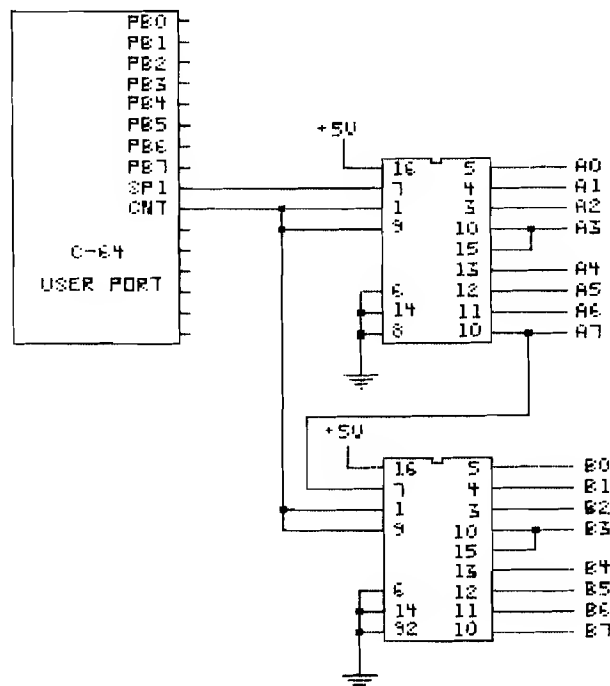 PB0
PB1
PB2
PB3
PB4
PB5
PB6
PB7
SP1
CNT
C-64
USER PORT
+5V
16 5 A0
7 4 A1
1 3 A2
9 10 A3
15
13 A4
6 12 A5
14 11 A6
8 10 A7
+5V
16 5 B0
7 4 B1
1 3 B2
9 10 B3
15
13 B4
6 12 B5
14 11 B6
92 10 B7